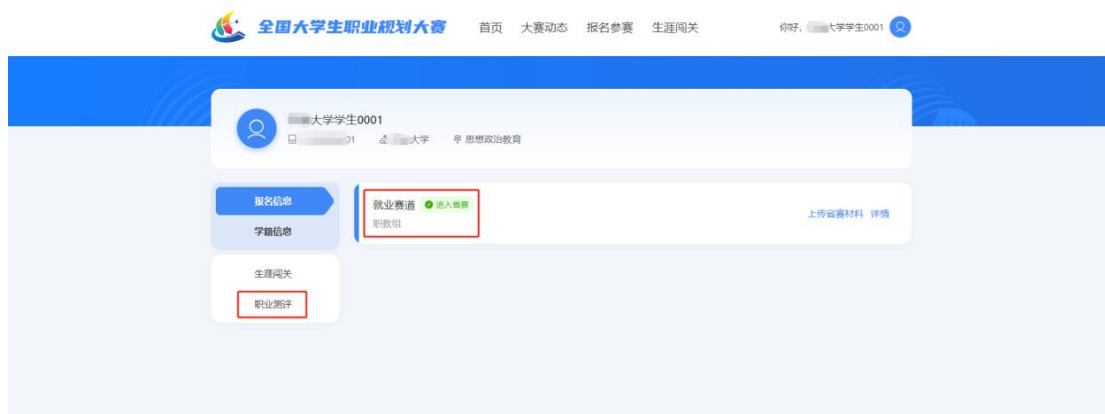 全国大学生职业规划大赛 首页 大赛动态 报名参赛 生涯闯关 你好, 大学学生0001
大学学生0001
01 大学 思想政治教育
报名信息
学籍信息
生涯闯关
职业测评
就业赛道 进入省赛
职教组
上传省赛材料 详情